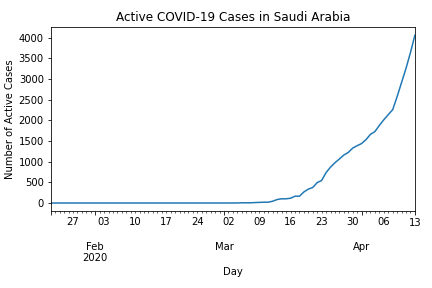 Active COVID-19 Cases in Saudi Arabia
Number of Active Cases
4000
3500
3000
2500
2000
1500
1000
500
0
27 03 10 17 24 02 09 16 23 30 06 13
Feb Mar Apr
2020
Day